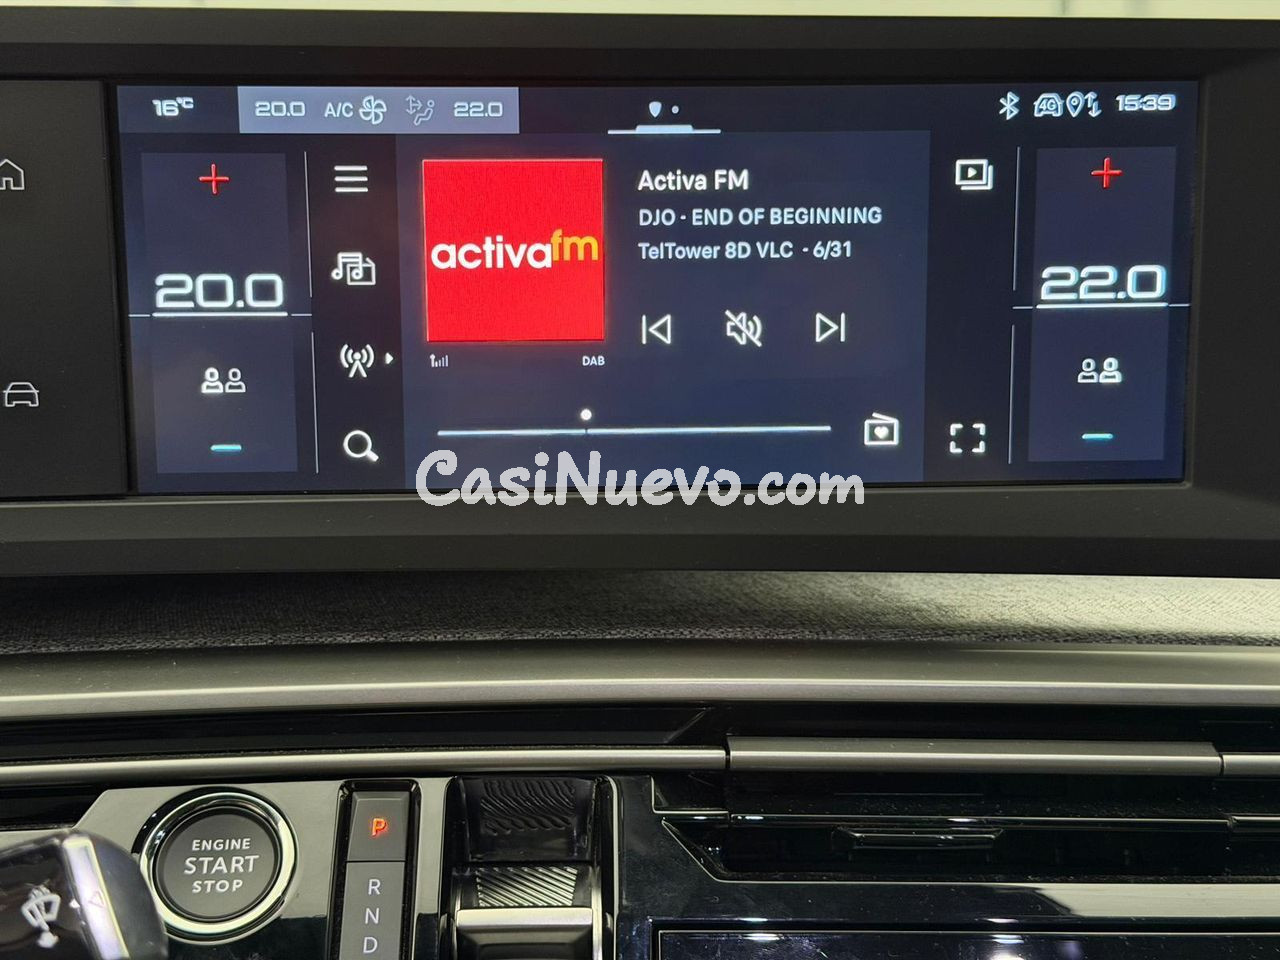 16°C
20.0 A/C 22.0
4G 15:39
Activa FM
DJO - END OF BEGINNING
TelTower 8D VLC - 6/31
activafm
20.0
22.0
DAB
CasiNuevo.com
ENGINE
START
STOP
P
R
N
D